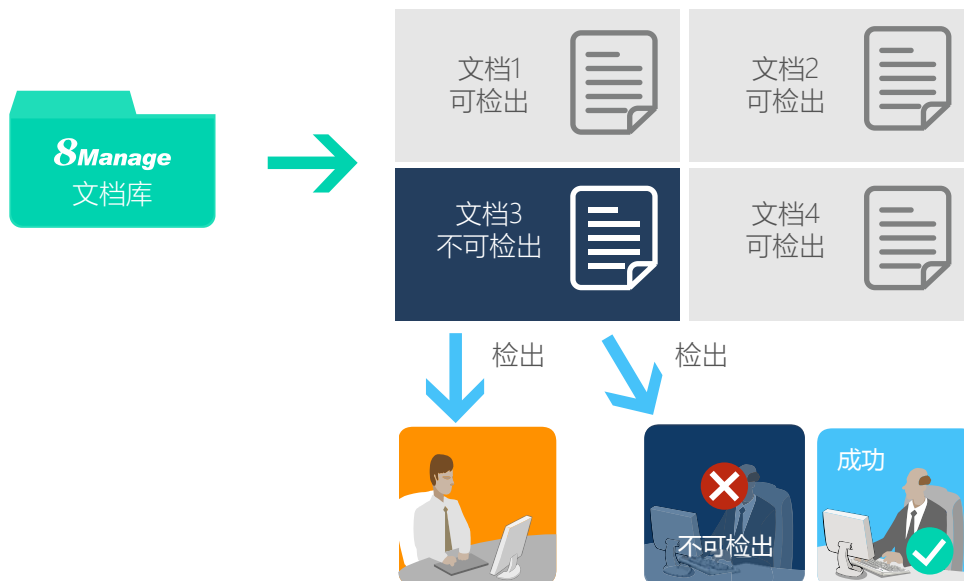 8Manage
文档库
文档1
可检出
文档2
可检出
文档3
不可检出
文档4
可检出
检出
检出
不可检出
成功